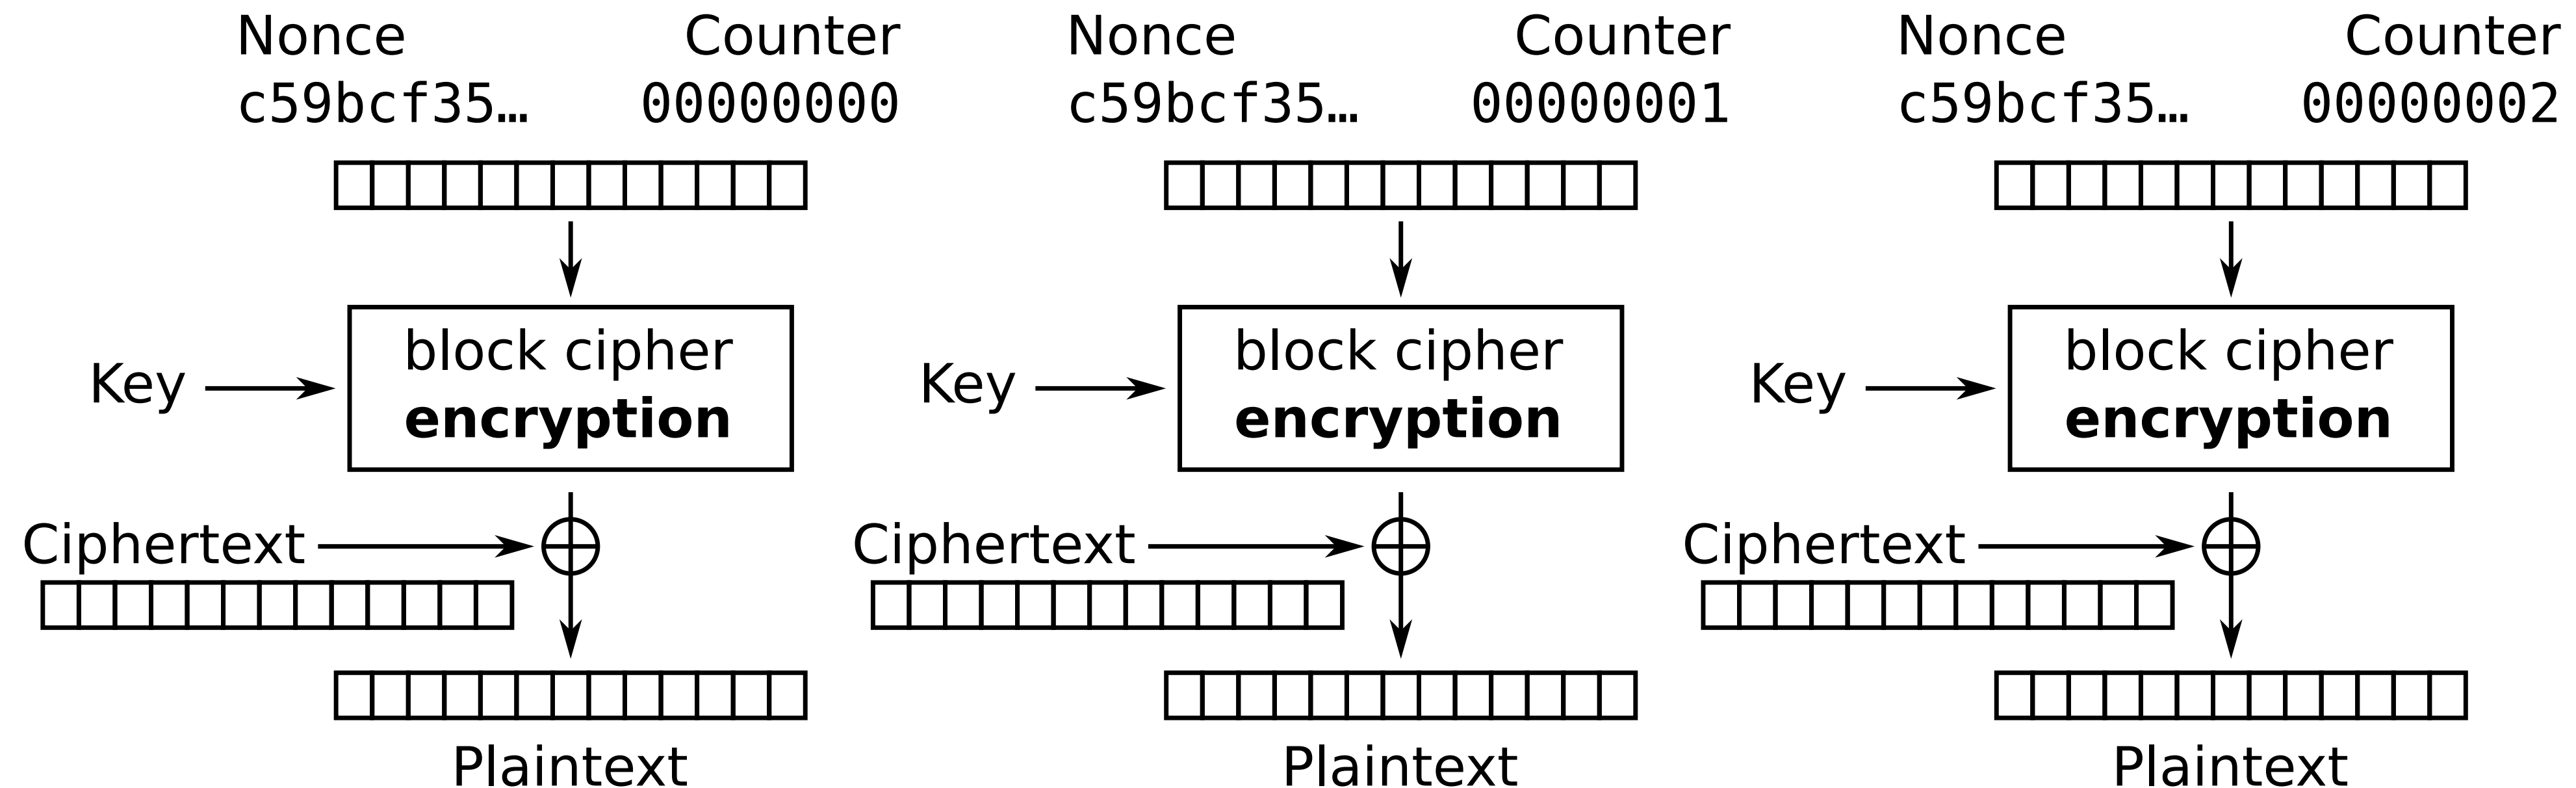 Nonce Counter Nonce Counter Nonce Counter
c59bcf35… 00000000 c59bcf35… 00000001 c59bcf35… 00000002
block cipher block cipher block cipher
Key Key Key
encryption encryption encryption
Ciphertext Ciphertext Ciphertext
Plaintext Plaintext Plaintext